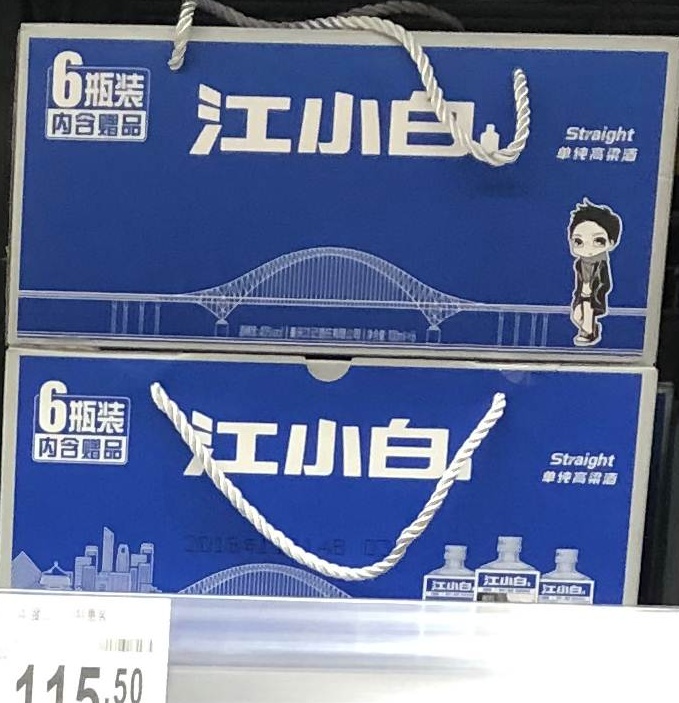 6瓶装
内含赠品
江小白
Straight
单纯高粱酒
6瓶装
内含赠品
江小白
Straight
单纯高粱酒
江小白
江小白
江小白
115.50